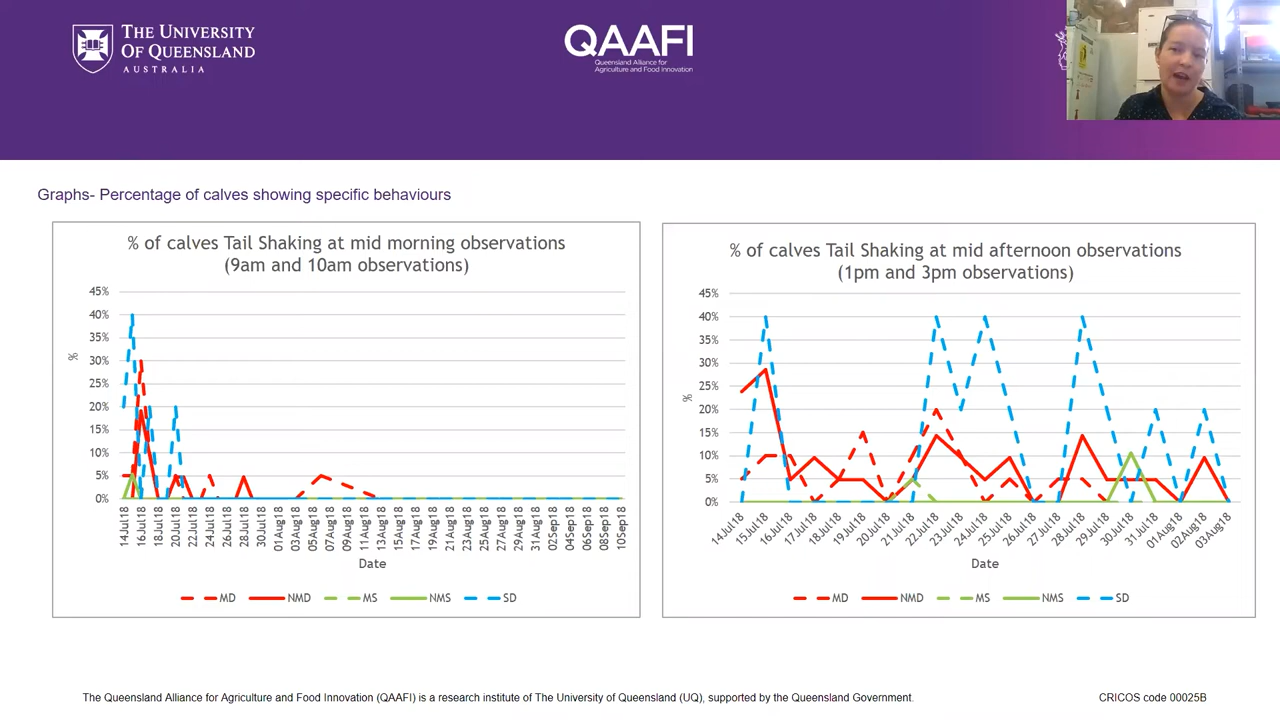 THE UNIVERSITY
OF QUEENSLAND
AUSTRALIA
QAAFI
Queensland Alliance for
Agriculture and Food Innovation
Graphs- Percentage of calves showing specific behaviours
% of calves Tail Shaking at mid morning observations
(9am and 10am observations)
45%
40%
35%
30%
25%
20%
15%
10%
5%
0%
%
14Jul18
16Jul18
18Jul18
20Jul18
22Jul18
24Jul18
26Jul18
28Jul18
30Jul18
01Aug18
03Aug18
05Aug18
07Aug18
09Aug18
11Aug18
13Aug18
15Aug18
17Aug18
19Aug18
21Aug18
23Aug18
25Aug18
27Aug18
29Aug18
31Aug18
02Sep18
04Sep18
06Sep18
08Sep18
10Sep18
Date
MD NMD MS NMS SD
% of calves Tail Shaking at mid afternoon observations
(1pm and 3pm observations)
45%
40%
35%
30%
25%
20%
15%
10%
5%
0%
%
14Jul18
15Jul18
16Jul18
17Jul18
18Jul18
19Jul18
20Jul18
21Jul18
22Jul18
23Jul18
24Jul18
25Jul18
26Jul18
27Jul18
28Jul18
29Jul18
30Jul18
31Jul18
01Aug18
02Aug18
03Aug18
Date
MD NMD MS NMS SD
The Queensland Alliance for Agriculture and Food Innovation (QAAFI) is a research institute of The University of Queensland (UQ), supported by the Queensland Government.
CRICOS code 00025B